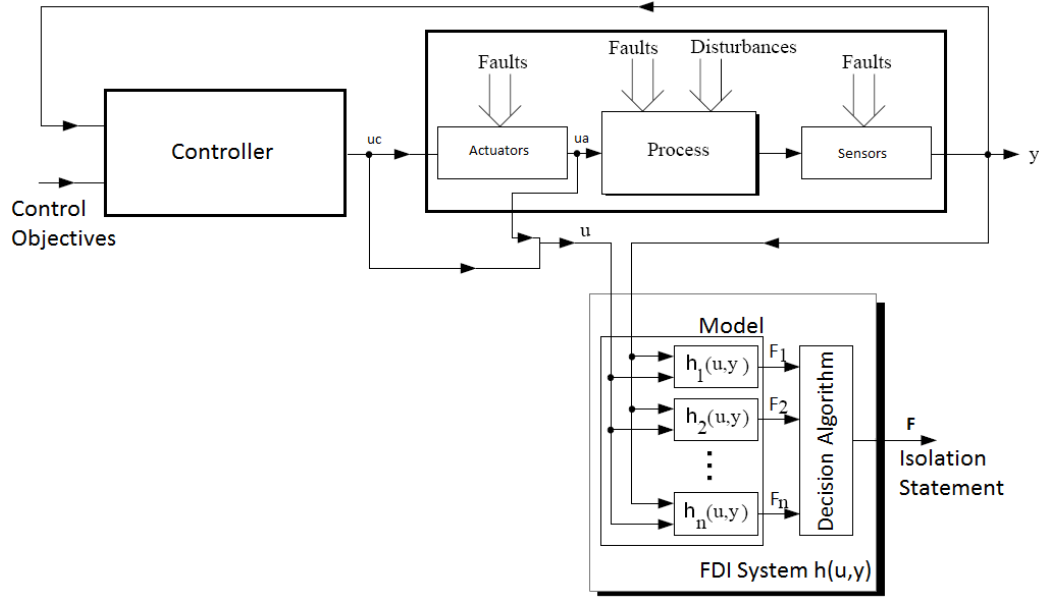 Faults
Faults
Disturbances
Faults
Controller
uc
Actuators
ua
Process
Sensors
y
Control
Objectives
u
Model
h1(u,y)
F1
h2(u,y)
F2
⋮
hn(u,y)
Fn
Decision Algorithm
F
Isolation
Statement
FDI System h(u,y)